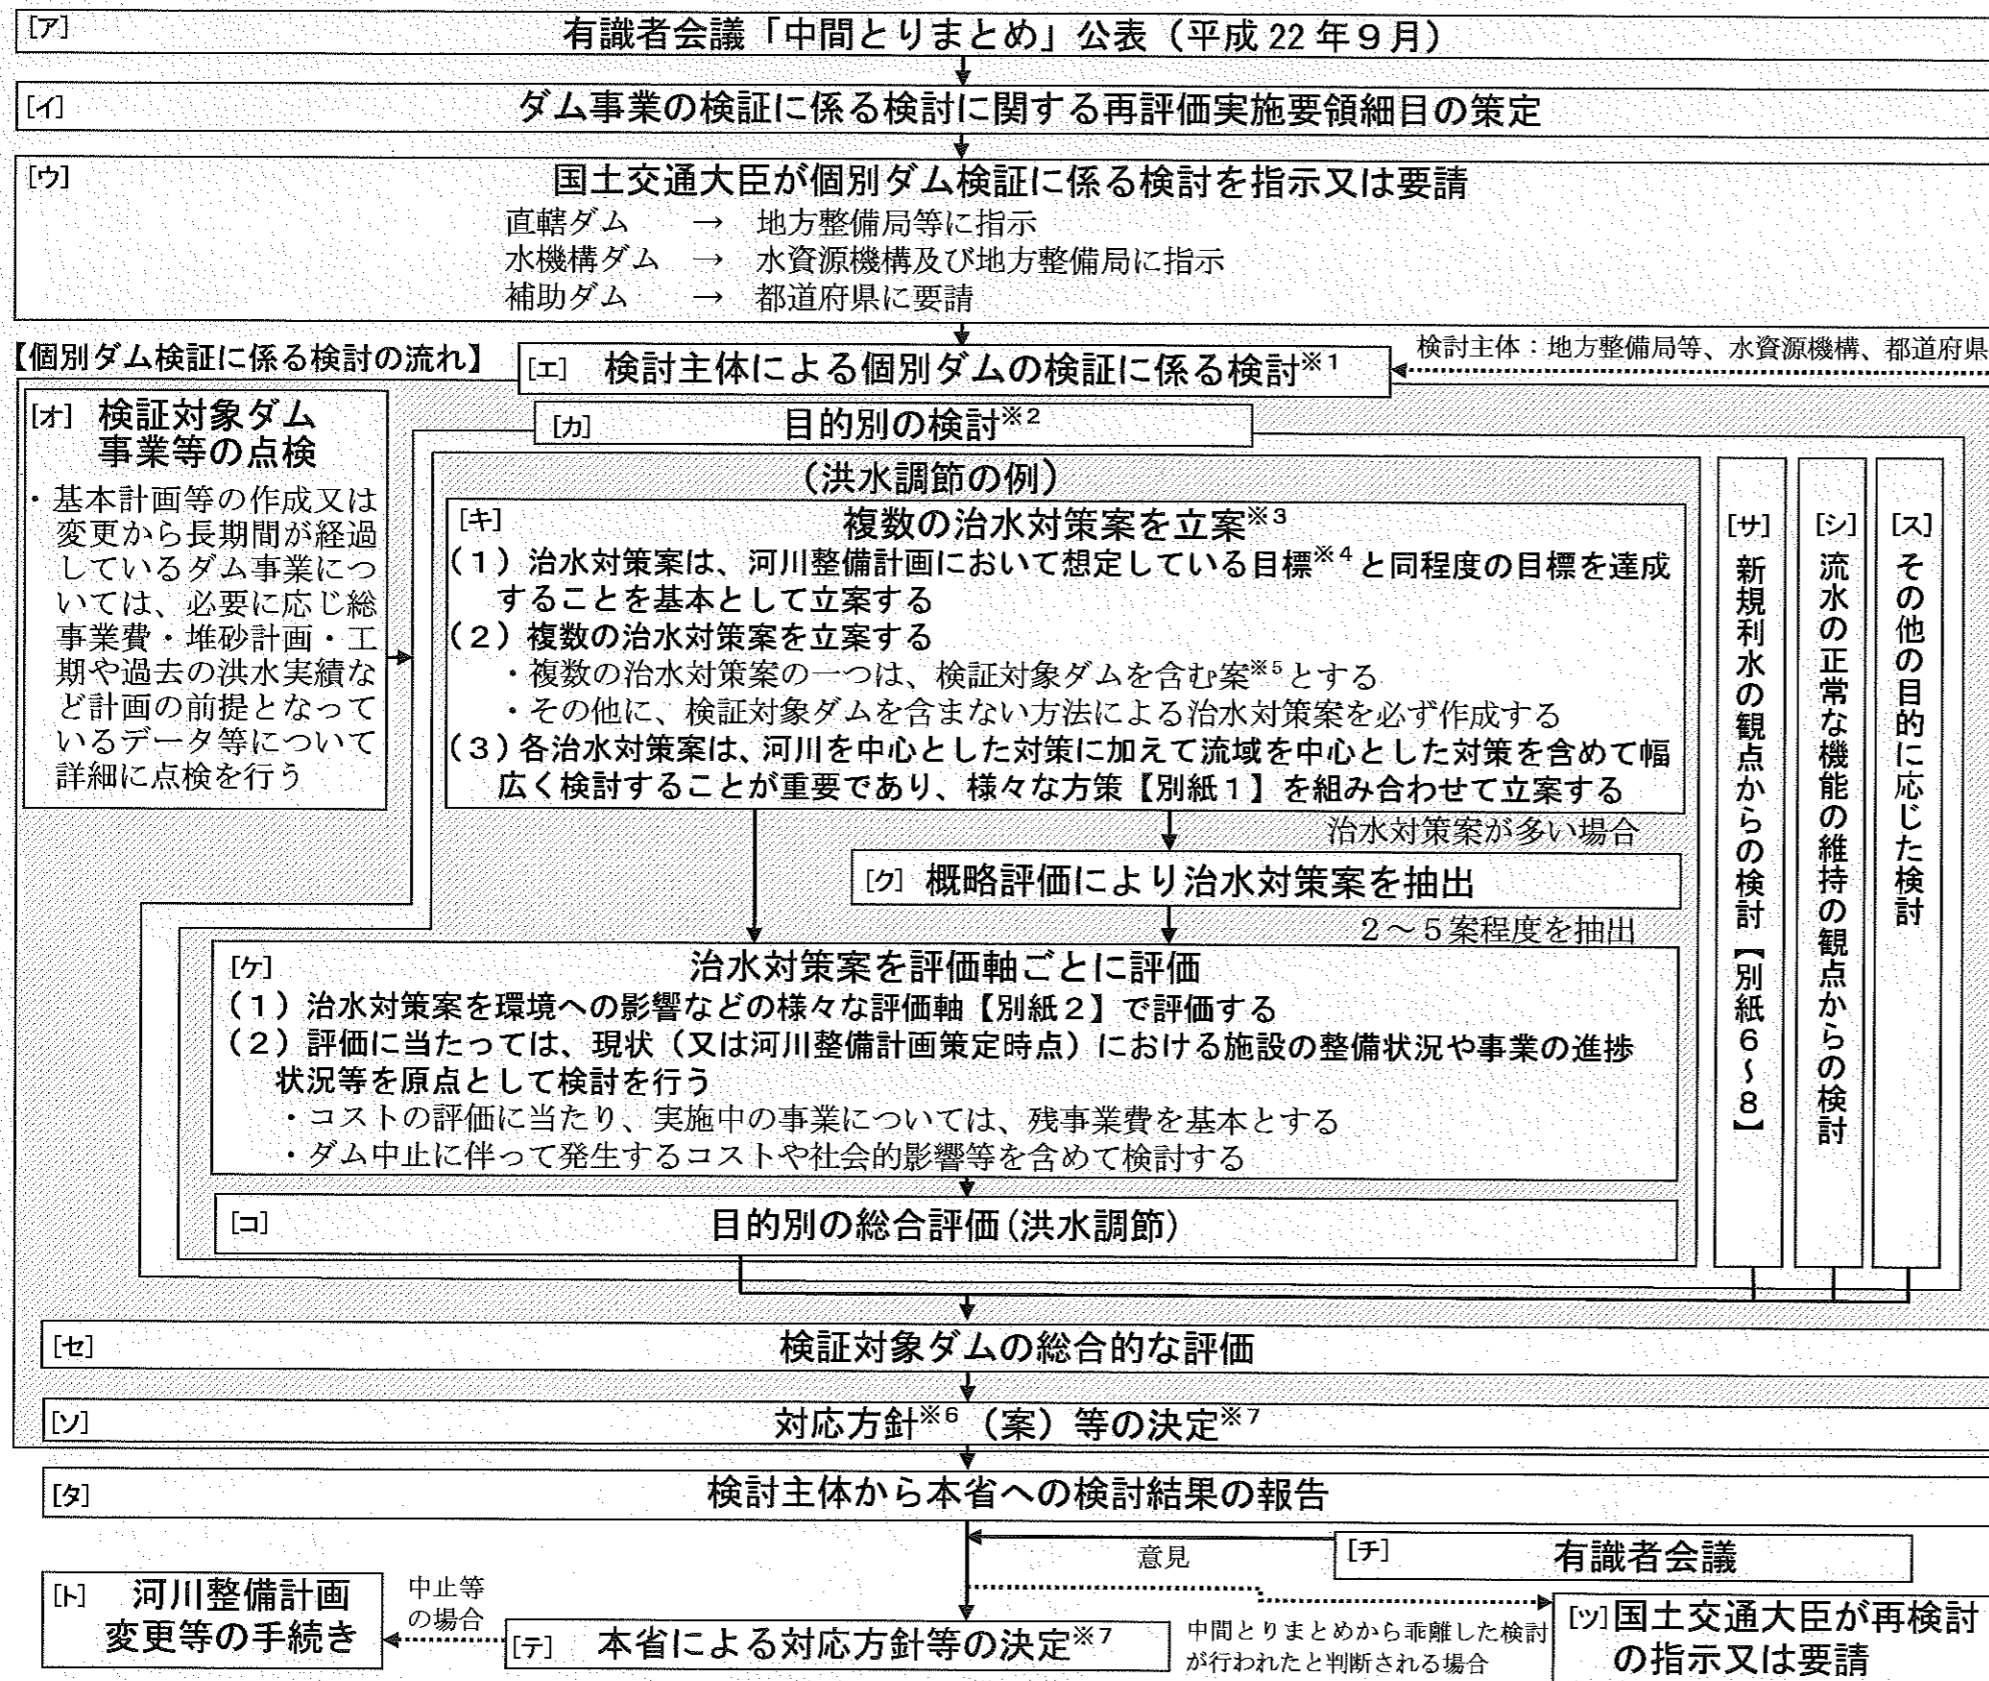 [ア] 有識者会議「中間とりまとめ」公表（平成 22 年９月）
[イ] ダム事業の検証に係る検討に関する再評価実施要領細目の策定
[ウ] 国土交通大臣が個別ダム検証に係る検討を指示又は要請
直轄ダム → 地方整備局等に指示
水機構ダム → 水資源機構及び地方整備局に指示
補助ダム → 都道府県に要請
【個別ダム検証に係る検討の流れ】
[エ] 検討主体による個別ダムの検証に係る検討※1
検討主体：地方整備局等、水資源機構、都道府県
[オ] 検証対象ダム
事業等の点検
・基本計画等の作成又は
変更から長期間が経過
しているダム事業につ
いては、必要に応じ総
事業費・堆砂計画・工
期や過去の洪水実績な
ど計画の前提となって
いるデータ等について
詳細に点検を行う
[カ] 目的別の検討※2
（洪水調節の例）
[キ] 複数の治水対策案を立案※3
（１）治水対策案は、河川整備計画において想定している目標※4と同程度の目標を達成
することを基本として立案する
（２）複数の治水対策案を立案する
・複数の治水対策案の一つは、検証対象ダムを含む案※5とする
・その他に、検証対象ダムを含まない方法による治水対策案を必ず作成する
（３）各治水対策案は、河川を中心とした対策に加えて流域を中心とした対策を含めて幅
広く検討することが重要であり、様々な方策【別紙１】を組み合わせて立案する
治水対策案が多い場合
[ク] 概略評価により治水対策案を抽出
２～５案程度を抽出
[ケ] 治水対策案を評価軸ごとに評価
（１）治水対策案を環境への影響などの様々な評価軸【別紙２】で評価する
（２）評価に当たっては、現状（又は河川整備計画策定時点）における施設の整備状況や事業の進捗
状況等を原点として検討を行う
・コストの評価に当たり、実施中の事業については、残事業費を基本とする
・ダム中止に伴って発生するコストや社会的影響等を含めて検討する
[コ] 目的別の総合評価(洪水調節)
[サ] 新規利水の観点からの検討【別紙６～８】
[シ] 流水の正常な機能の維持の観点からの検討
[ス] その他の目的に応じた検討
[セ] 検証対象ダムの総合的な評価
[ソ] 対応方針※6（案）等の決定※7
[タ] 検討主体から本省への検討結果の報告
意見
[チ] 有識者会議
[ト] 河川整備計画
変更等の手続き
中止等
の場合
[テ] 本省による対応方針等の決定※7
中間とりまとめから乖離した検討
が行われたと判断される場合
[ツ] 国土交通大臣が再検討
の指示又は要請